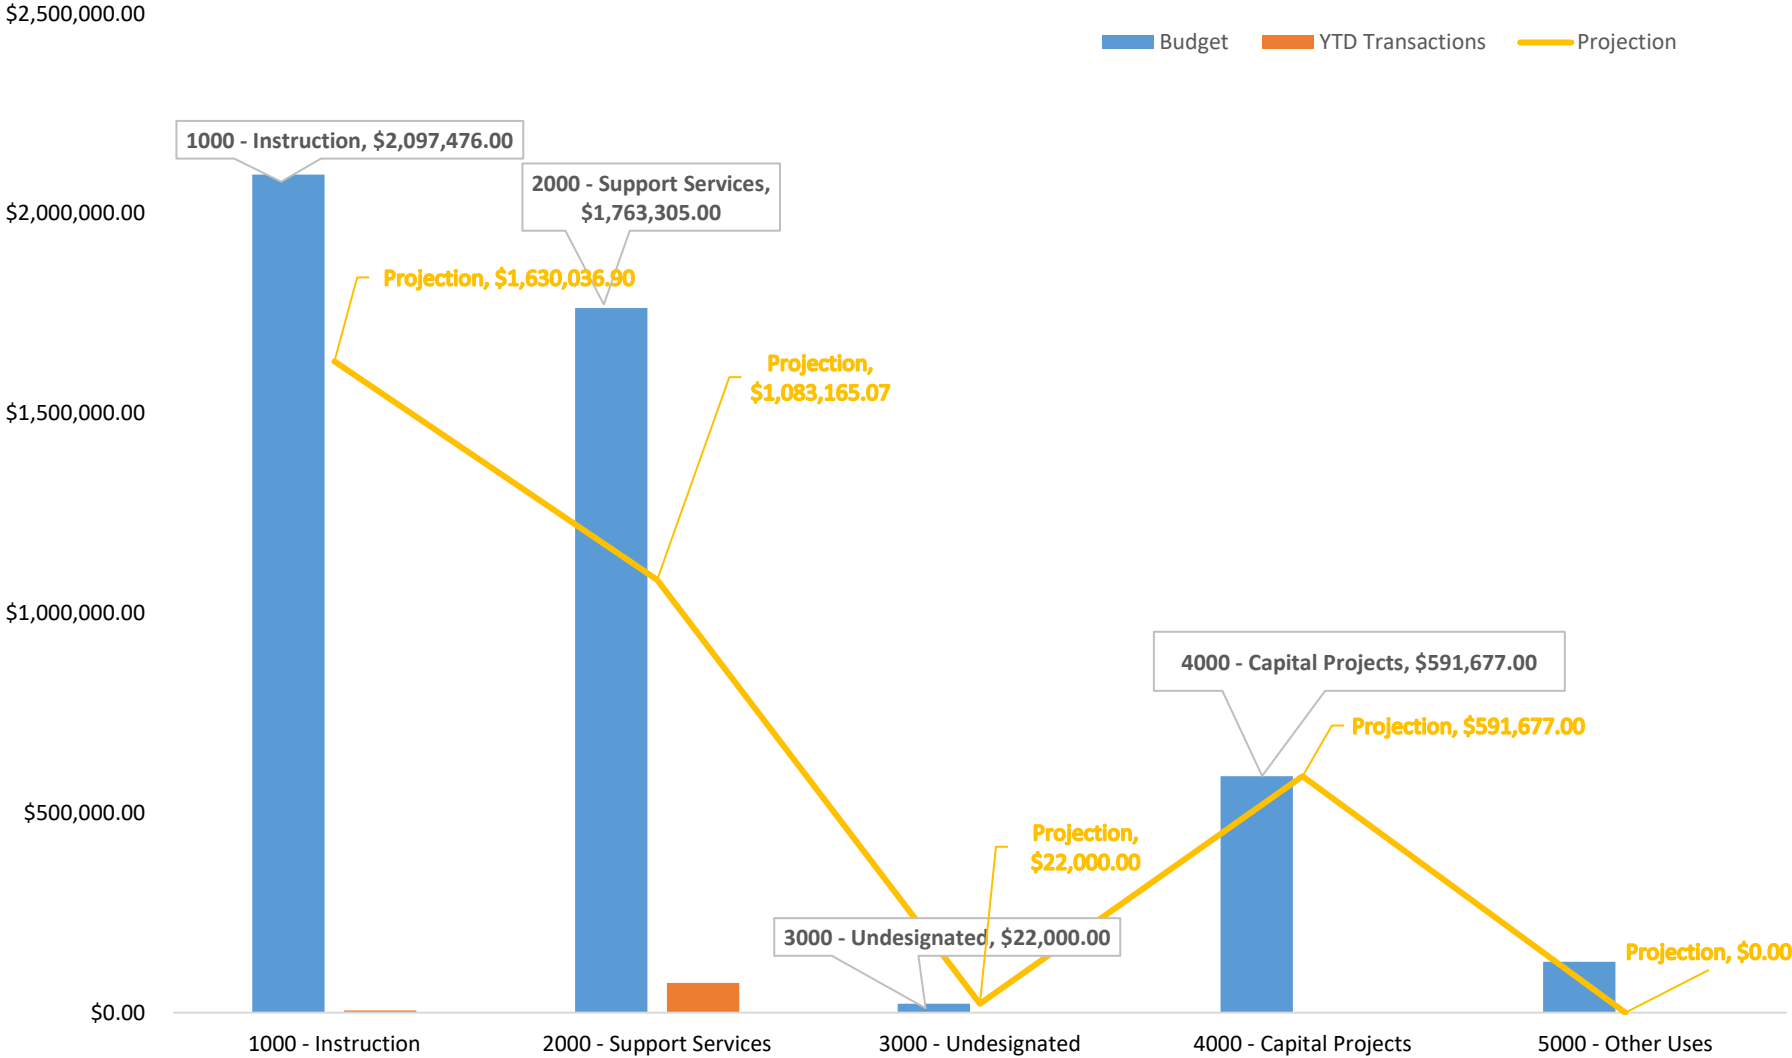 $2,500,000.00
Budget
YTD Transactions
Projection
1000 - Instruction, $2,097,476.00
2000 - Support Services,
$1,763,305.00
$2,000,000.00
Projection, $1,630,036.90
Projection,
$1,083,165.07
$1,500,000.00
$1,000,000.00
4000 - Capital Projects, $591,677.00
Projection, $591,677.00
$500,000.00
Projection,
$22,000.00
3000 - Undesignated, $22,000.00
Projection, $0.00
$0.00
1000 - Instruction
2000 - Support Services
3000 - Undesignated
4000 - Capital Projects
5000 - Other Uses